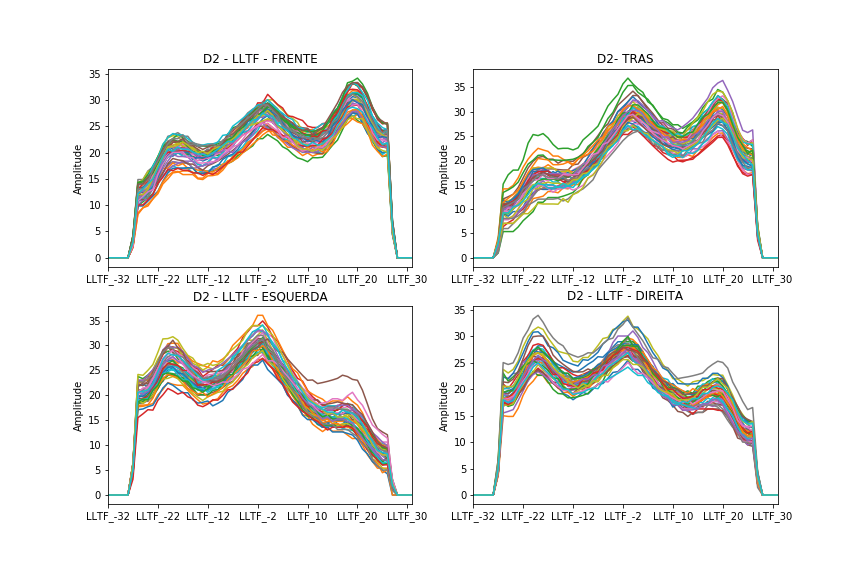 D2 - LLTF - FRENTE
Amplitude
35
30
25
20
15
10
5
0
LLTF_-32 LLTF_-22 LLTF_-12 LLTF_-2 LLTF_10 LLTF_20 LLTF_30
D2- TRAS
Amplitude
35
30
25
20
15
10
5
0
LLTF_-32 LLTF_-22 LLTF_-12 LLTF_-2 LLTF_10 LLTF_20 LLTF_30
D2 - LLTF - ESQUERDA
Amplitude
35
30
25
20
15
10
5
0
LLTF_-32 LLTF_-22 LLTF_-12 LLTF_-2 LLTF_10 LLTF_20 LLTF_30
D2 - LLTF - DIREITA
Amplitude
35
30
25
20
15
10
5
0
LLTF_-32 LLTF_-22 LLTF_-12 LLTF_-2 LLTF_10 LLTF_20 LLTF_30